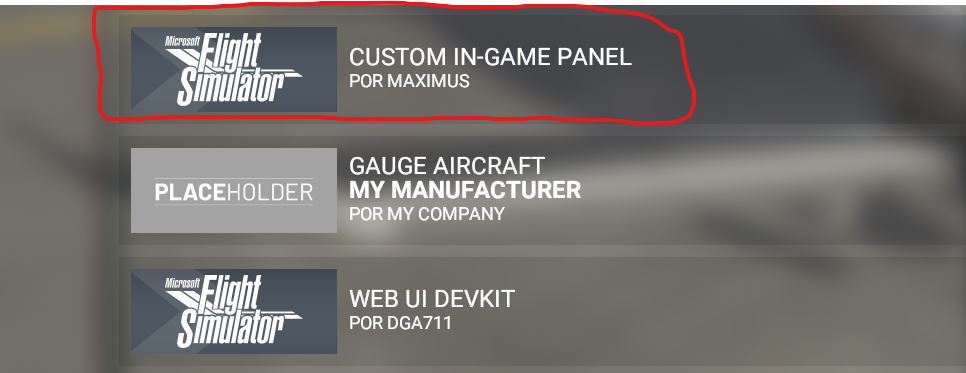 Microsoft
Flight
Simulator
CUSTOM IN-GAME PANEL
POR MAXIMUS
PLACEHOLDER
GAUGE AIRCRAFT
MY MANUFACTURER
POR MY COMPANY
Microsoft
Flight
Simulator
WEB UI DEVKIT
POR DGA711